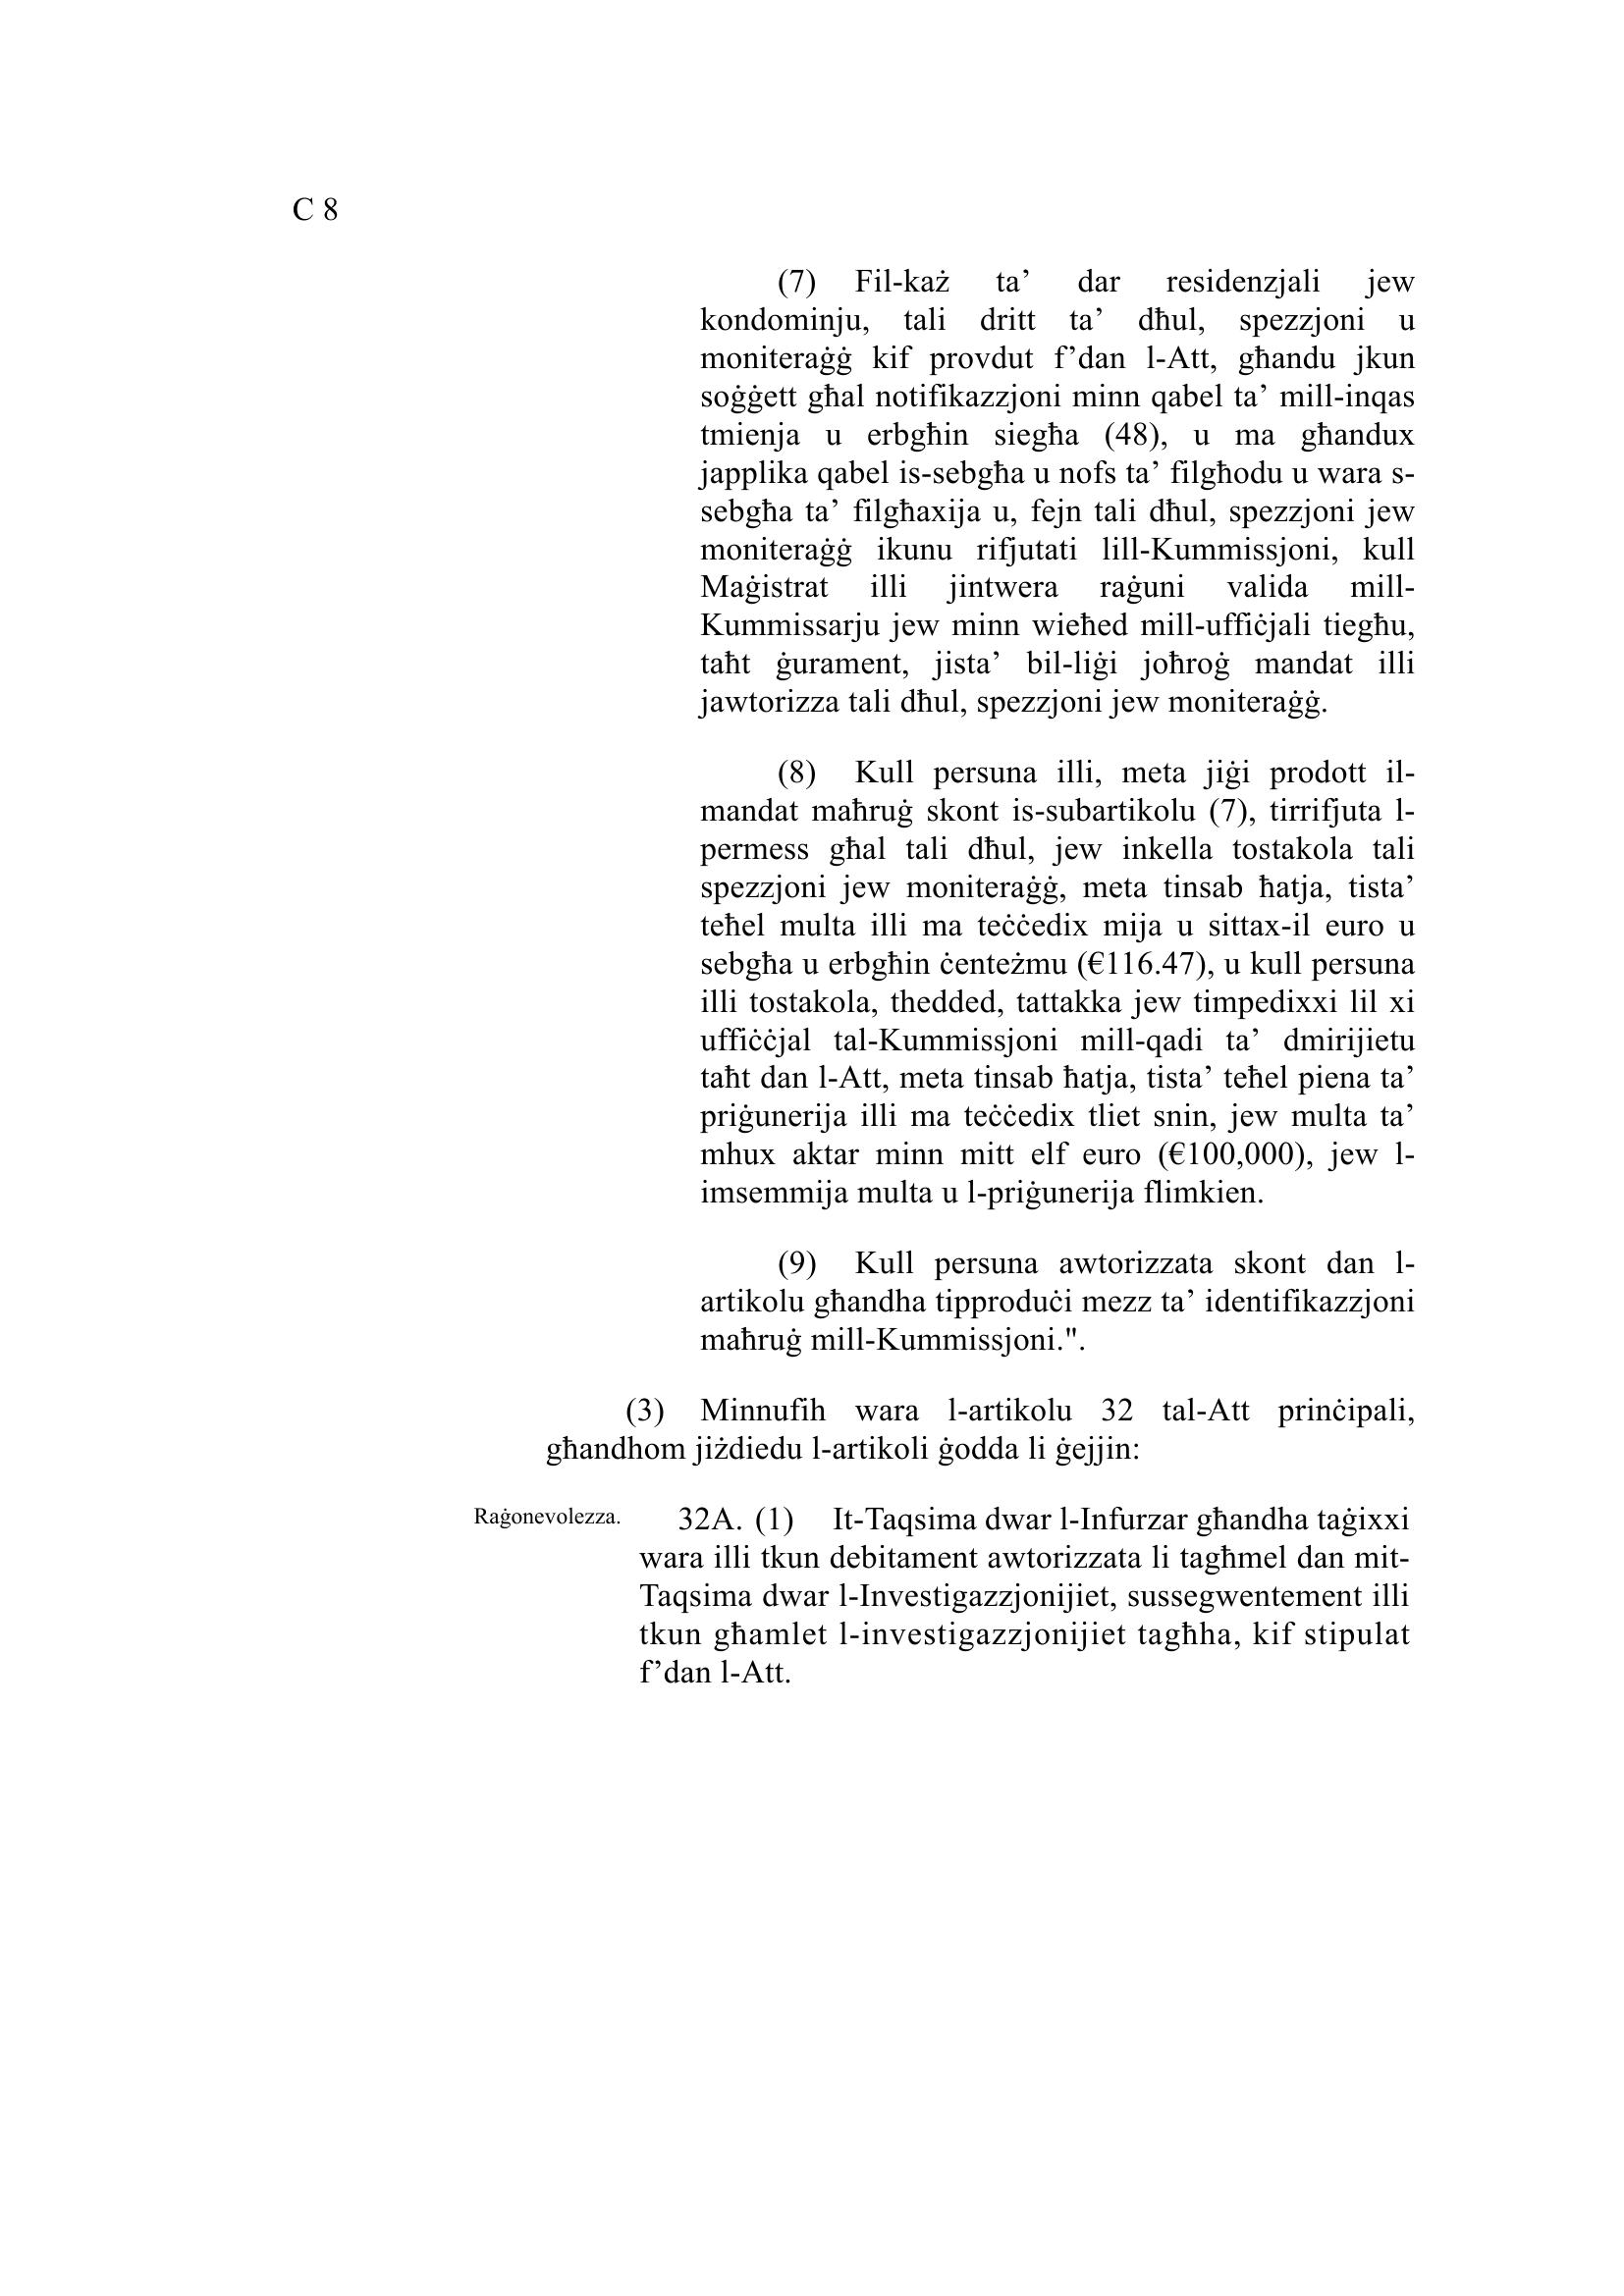 C 8
(7) Fil-każ ta’ dar residenzjali jew
kondominju, tali dritt ta’ dħul, spezzjoni u
moniteraġġ kif provdut f’dan l-Att, għandu jkun
soġġett għal notifikazzjoni minn qabel ta’ mill-inqas
tmienja u erbgħin siegħa (48), u ma għandux
japplika qabel is-sebgħa u nofs ta’ filgħodu u wara s-
sebgħa ta’ filgħaxija u, fejn tali dħul, spezzjoni jew
moniteraġġ ikunu rifjutati lill-Kummissjoni, kull
Maġistrat illi jintwera raġuni valida mill-
Kummissarju jew minn wieħed mill-uffiċjali tiegħu,
taħt ġurament, jista’ bil-liġi joħroġ mandat illi
jawtorizza tali dħul, spezzjoni jew moniteraġġ.
(8) Kull persuna illi, meta jiġi prodott il-
mandat maħruġ skont is-subartikolu (7), tirrifjuta l-
permess għal tali dħul, jew inkella tostakola tali
spezzjoni jew moniteraġġ, meta tinsab ħatja, tista’
teħel multa illi ma teċċedix mija u sittax-il euro u
sebgħa u erbgħin ċenteżmu (€116.47), u kull persuna
illi tostakola, thedded, tattakka jew timpedixxi lil xi
uffiċċjal tal-Kummissjoni mill-qadi ta’ dmirijietu
taħt dan l-Att, meta tinsab ħatja, tista’ teħel piena ta’
priġunerija illi ma teċċedix tliet snin, jew multa ta’
mhux aktar minn mitt elf euro (€100,000), jew l-
imsemmija multa u l-priġunerija flimkien.
(9) Kull persuna awtorizzata skont dan l-
artikolu għandha tipproduċi mezz ta’ identifikazzjoni
maħruġ mill-Kummissjoni.".
(3) Minnufih wara l-artikolu 32 tal-Att prinċipali,
għandhom jiżdiedu l-artikoli ġodda li ġejjin:
Raġonevolezza. 32A. (1) It-Taqsima dwar l-Infurzar għandha taġixxi
wara illi tkun debitament awtorizzata li tagħmel dan mit-
Taqsima dwar l-Investigazzjonijiet, sussegwentement illi
tkun għamlet l-investigazzjonijiet tagħha, kif stipulat
f’dan l-Att.